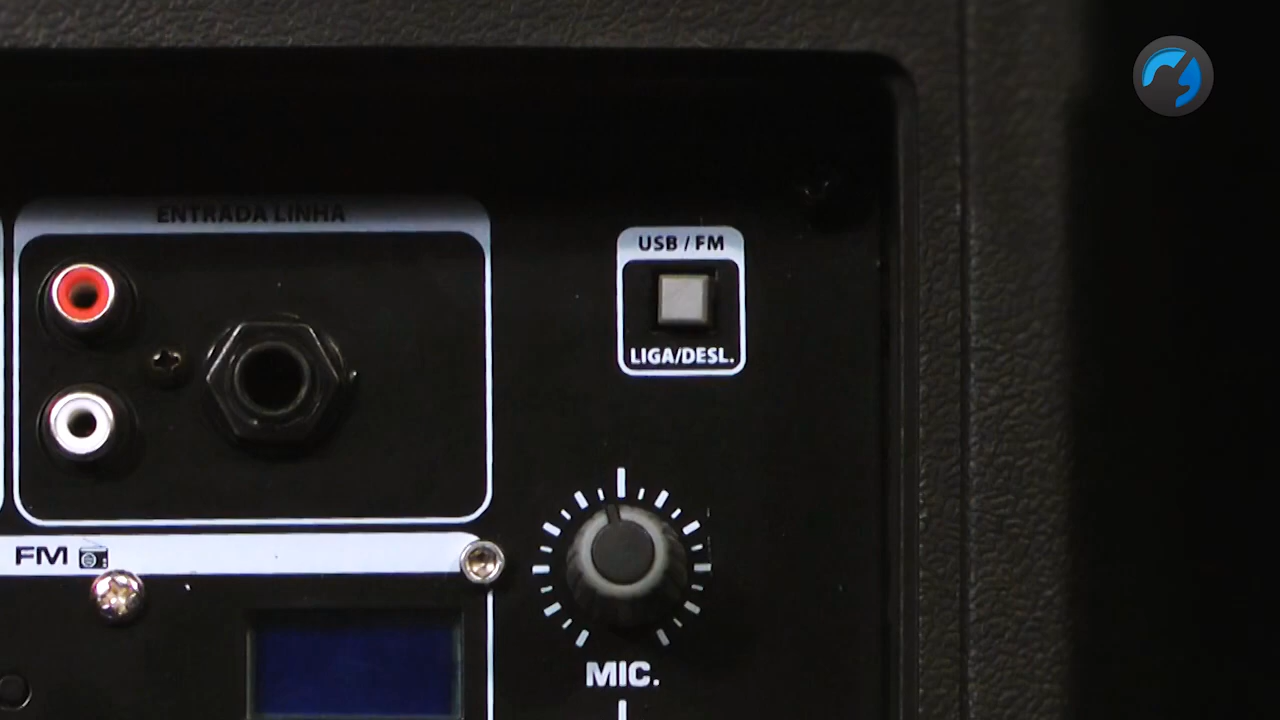 ENTRADA LINHA
USB / FM
LIGA/DESL.
FM
MIC.